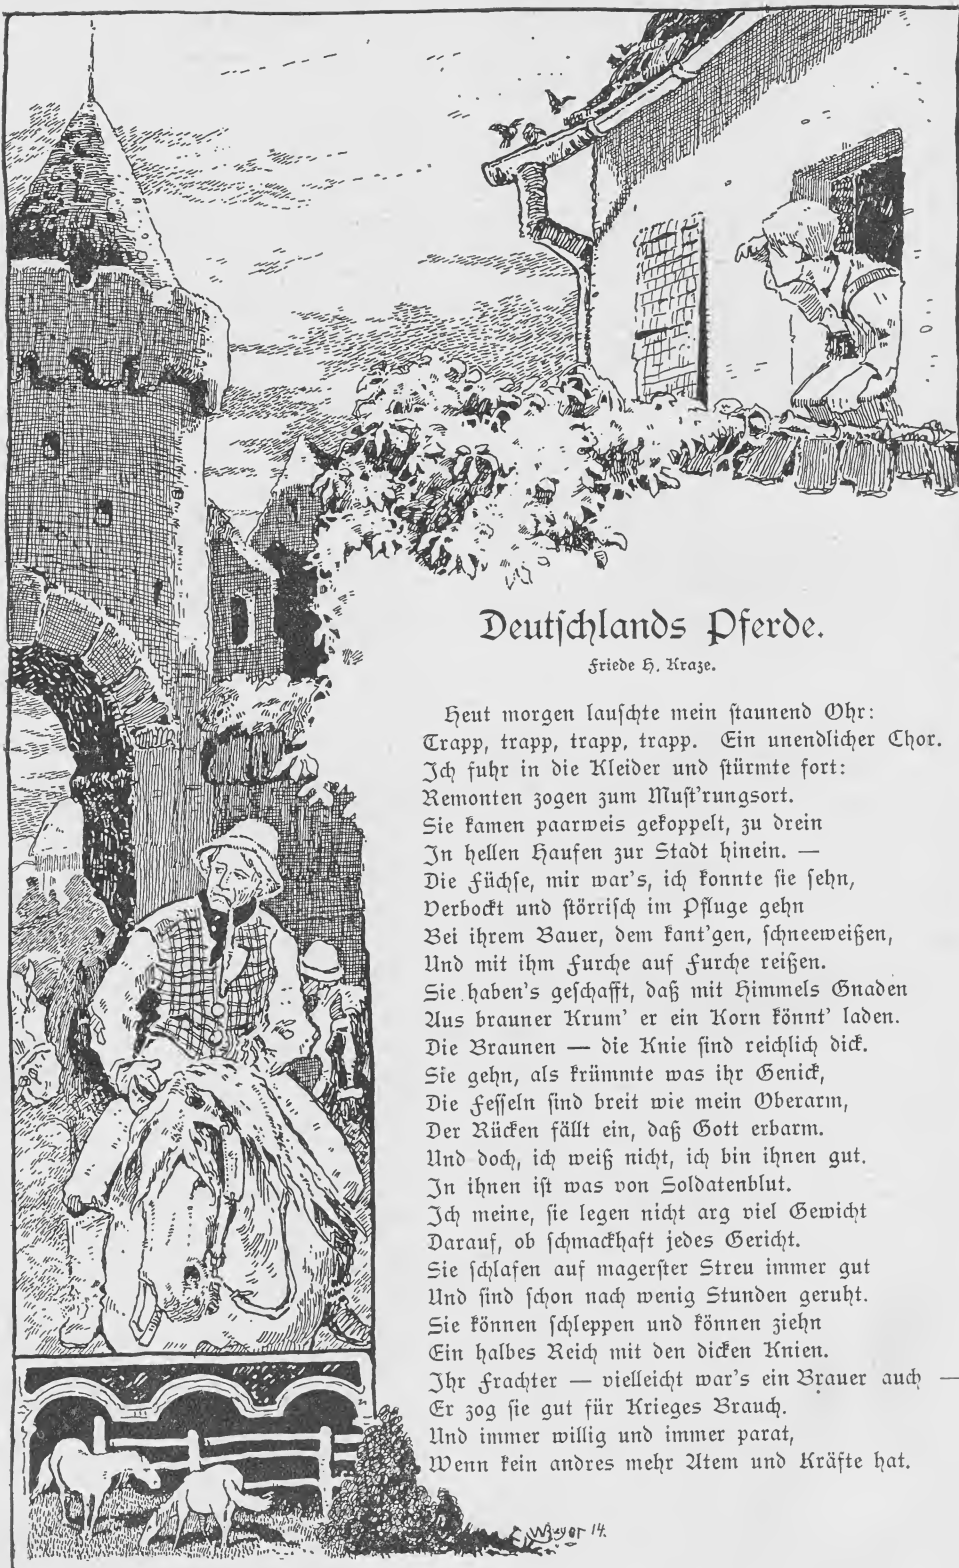 Deutschlands Pferde.
Friede H. Kraze.
Heut morgen lauschte mein staunend Ohr:
Trapp, trapp, trapp, trapp. Ein unendlicher Chor.
Ich fuhr in die Kleider und stürmte fort:
Remonten zogen zum Must'rungsort.
Sie kamen paarweis gekoppelt, zu drein
In hellen Haufen zur Stadt hinein. —
Die Füchse, mir war's, ich konnte sie sehn,
Verbockt und störrisch im Pfluge gehn
Bei ihrem Bauer, dem kant'gen, schneeweißen,
Und mit ihm Furche auf Furche reißen.
Sie haben's geschafft, daß mit Himmels Gnaden
Aus brauner Krum' er ein Korn könnt' laden.
Die Braunen — die Knie sind reichlich dick.
Sie gehn, als krümmte was ihr Genick,
Die Fesseln sind breit wie mein Oberarm,
Der Rücken fällt ein, daß Gott erbarm.
Und doch, ich weiß nicht, ich bin ihnen gut.
In ihnen ist was von Soldatenblut.
Ich meine, sie legen nicht arg viel Gewicht
Darauf, ob schmackhaft jedes Gericht.
Sie schlafen auf magerster Streu immer gut
Und sind schon nach wenig Stunden geruht.
Sie können schleppen und können ziehn
Ein halbes Reich mit den dicken Knien.
Ihr Frachter — vielleicht war's ein Brauer auch —
Er zog sie gut für Krieges Brauch.
Und immer willig und immer parat,
Wenn kein andres mehr Atem und Kräfte hat.
14.